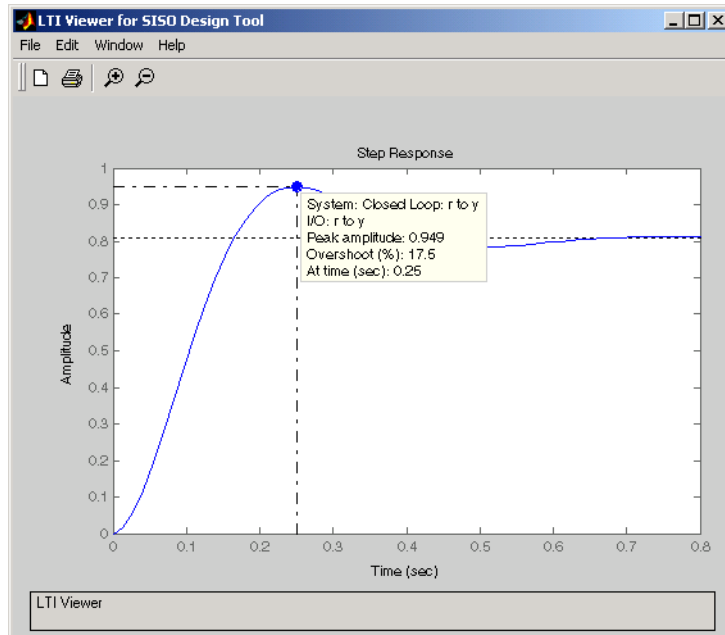 LTI Viewer for SISO Design Tool
File Edit Window Help
Step Response
System: Closed Loop: r to y
I/O: r to y
Peak amplitude: 0.949
Overshoot (%): 17.5
At time (sec): 0.25
Amplitude
1
0.9
0.8
0.7
0.6
0.5
0.4
0.3
0.2
0.1
0
0 0.1 0.2 0.3 0.4 0.5 0.6 0.7 0.8
Time (sec)
LTI Viewer